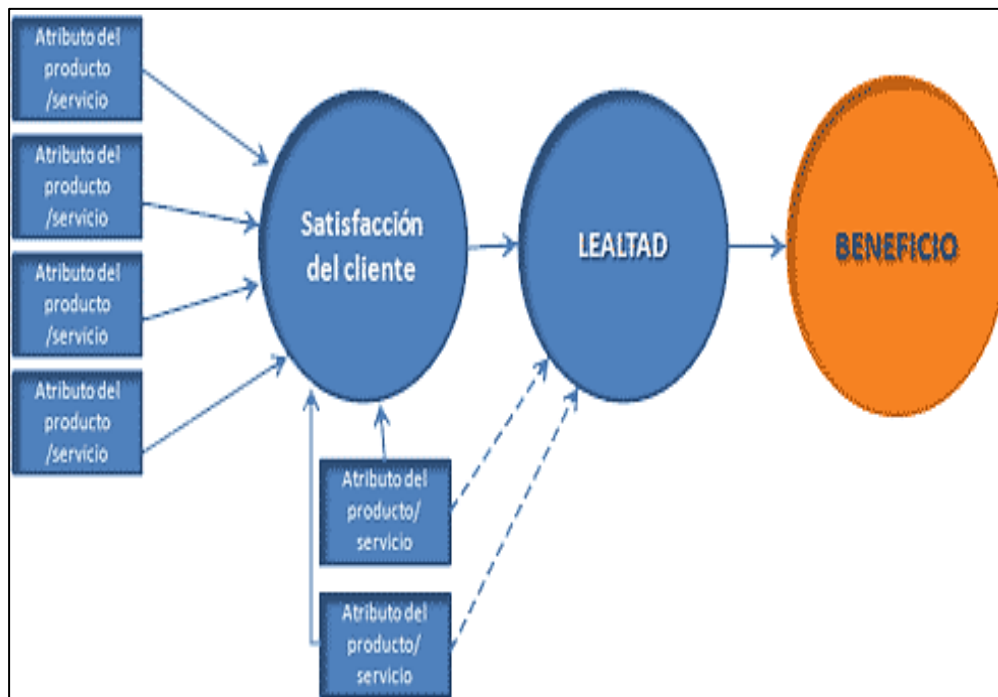 Atributo del
producto
/servicio
Atributo del
producto
/servicio
Atributo del
producto
/servicio
Atributo del
producto
/servicio
Satisfacción
del cliente
LEALTAD
BENEFICIO
Atributo del
producto/
servicio
Atributo del
producto/
servicio